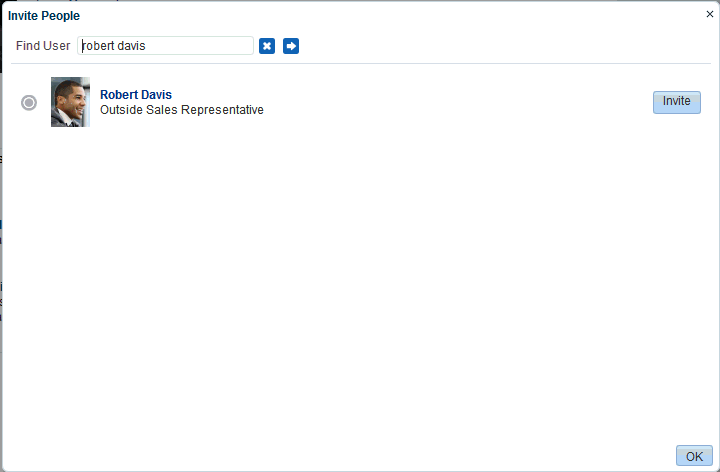 Invite People
Find User robert davis
Robert Davis
Outside Sales Representative
Invite
OK